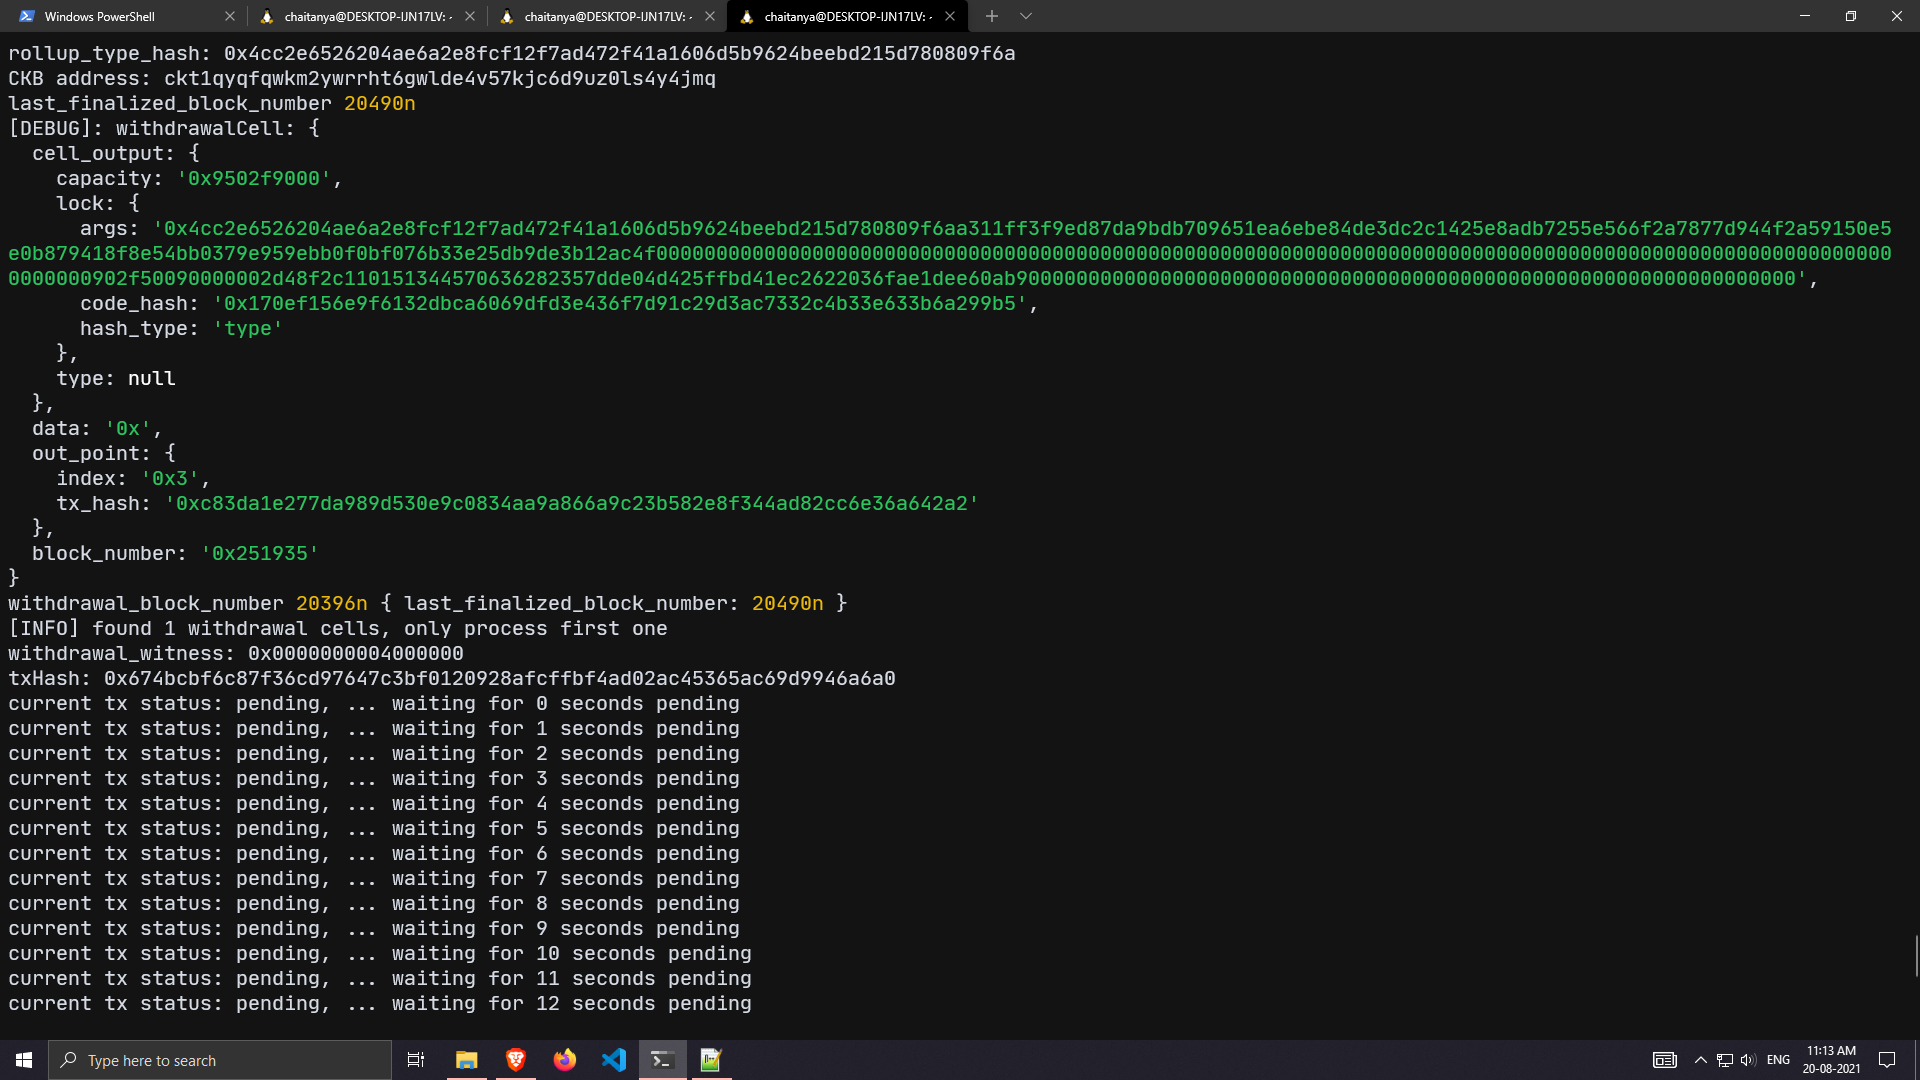 Windows PowerShell
chaitanya@DESKTOP-IJN17LV: ~
chaitanya@DESKTOP-IJN17LV: ~
chaitanya@DESKTOP-IJN17LV: ~
rollup_type_hash: 0x4cc2e6526204ae6a2e8fcf12f7ad472f41a1606d5b9624beebd215d780809f6a
CKB address: ckt1qyqfqwkm2ywrrht6gwlde4v57kjc6d9uz0ls4y4jmq
last_finalized_block_number 20490n
[DEBUG]: withdrawalCell: {
cell_output: {
capacity: '0x9502f9000',
lock: {
args: '0x4cc2e6526204ae6a2e8fcf12f7ad472f41a1606d5b9624beebd215d780809f6aa311ff3f9ed87da9bdb709651ea6ebe84de3dc2c1425e8adb7255e566f2a7877d944f2a59150e5
code_hash: '0x170ef156e9f6132dbca6069dfd3e436f7d91c29d3ac7332c4b33e633b6a299b5',
hash_type: 'type'
},
type: null
},
data: '0x',
out_point: {
index: '0x3',
tx_hash: '0xc83da1e277da989d530e9c0834aa9a866a9c23b582e8f344ad82cc6e36a642a2'
},
block_number: '0x251935'
}
withdrawal_block_number 20396n { last_finalized_block_number: 20490n }
[INFO] found 1 withdrawal cells, only process first one
withdrawal_witness: 0x0000000004000000
txHash: 0x674bcbf6c87f36cd97647c3bf0120928afcffbf4ad02ac45365ac69d9946a6a0
current tx status: pending, ... waiting for 0 seconds pending
current tx status: pending, ... waiting for 1 seconds pending
current tx status: pending, ... waiting for 2 seconds pending
current tx status: pending, ... waiting for 3 seconds pending
current tx status: pending, ... waiting for 4 seconds pending
current tx status: pending, ... waiting for 5 seconds pending
current tx status: pending, ... waiting for 6 seconds pending
current tx status: pending, ... waiting for 7 seconds pending
current tx status: pending, ... waiting for 8 seconds pending
current tx status: pending, ... waiting for 9 seconds pending
current tx status: pending, ... waiting for 10 seconds pending
current tx status: pending, ... waiting for 11 seconds pending
current tx status: pending, ... waiting for 12 seconds pending
Type here to search
ENG
11:13 AM
20-08-2021